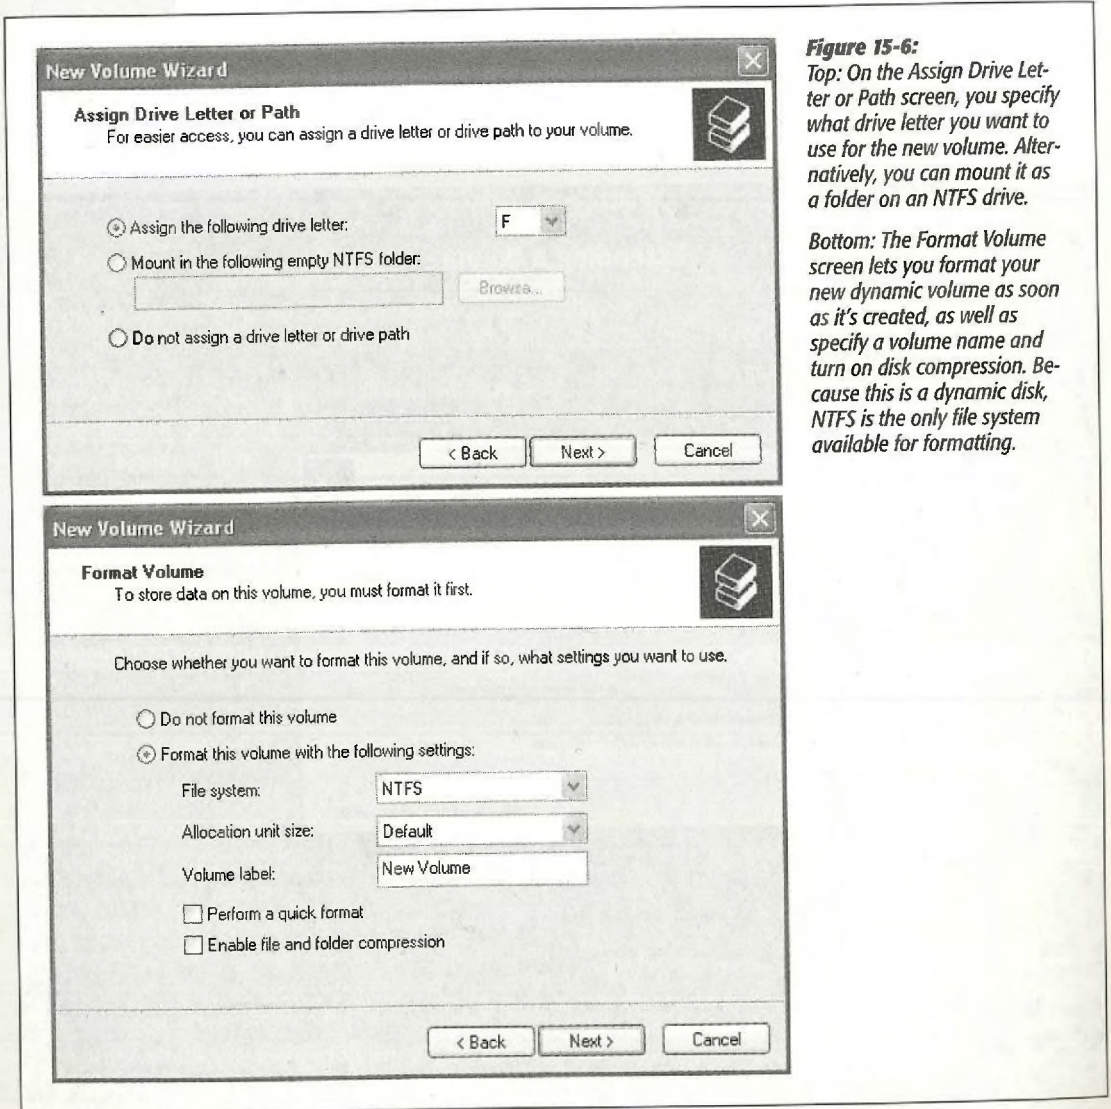 New Volume Wizard
Assign Drive Letter or Path
For easier access, you can assign a drive letter or drive path to your volume.
Assign the following drive letter:
F
Mount in the following empty NTFS folder:
Browse...
Do not assign a drive letter or drive path
< Back
Next >
Cancel
New Volume Wizard
Format Volume
To store data on this volume, you must format it first.
Choose whether you want to format this volume, and if so, what settings you want to use.
Do not format this volume
Format this volume with the following settings:
File system:
NTFS
Allocation unit size:
Default
Volume label:
New Volume
Perform a quick format
Enable file and folder compression
< Back
Next >
Cancel
Figure 15-6:
Top: On the Assign Drive Let-
ter or Path screen, you specify
what drive letter you want to
use for the new volume. Alter-
natively, you can mount it as
a folder on an NTFS drive.
Bottom: The Format Volume
screen lets you format your
new dynamic volume as soon
as it's created, as well as
specify a volume name and
turn on disk compression. Be-
cause this is a dynamic disk,
NTFS is the only file system
available for formatting.